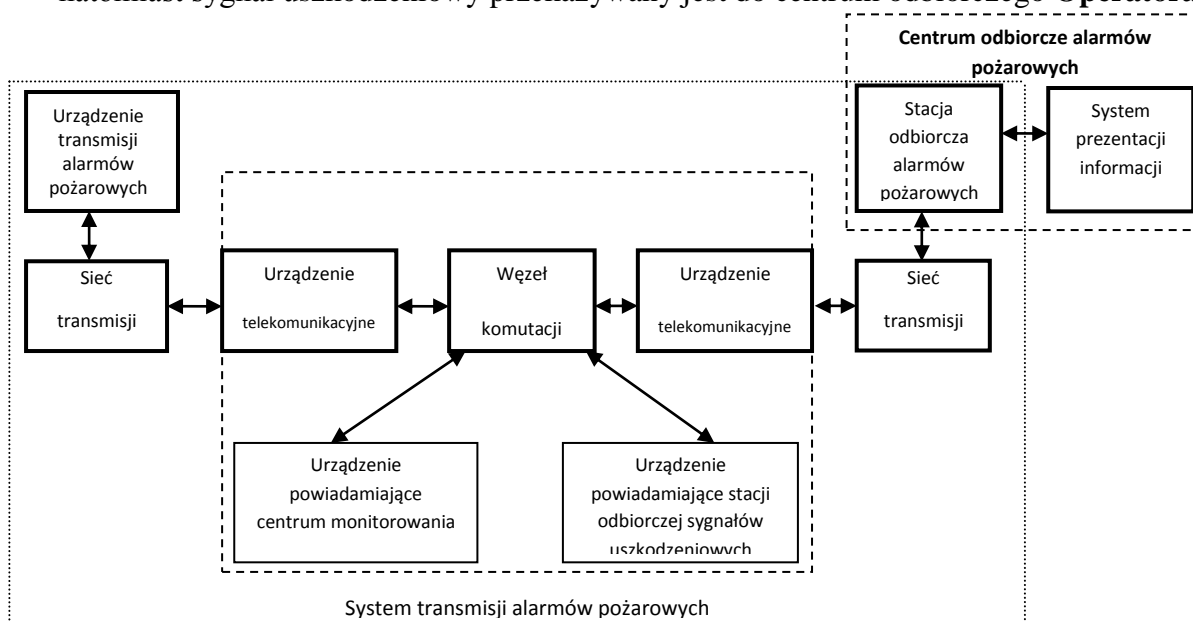 natomiast sygnał uszkodzeniowy przekazywany jest do centrum odbiorczego Operatora
Centrum odbiorcze alarmów
pożarowych
Urządzenie
transmisji
alarmów
pożarowych
Stacja
odbiorcza
alarmów
pożarowych
System
prezentacji
informacji
Sieć
transmisji
Urządzenie
telekomunikacyjne
Węzeł
komutacji
Urządzenie
telekomunikacyjne
Sieć
transmisji
Urządzenie
powiadamiające
centrum monitorowania
Urządzenie
powiadamiające stacji
odbiorczej sygnałów
uszkodzeniowych
System transmisji alarmów pożarowych